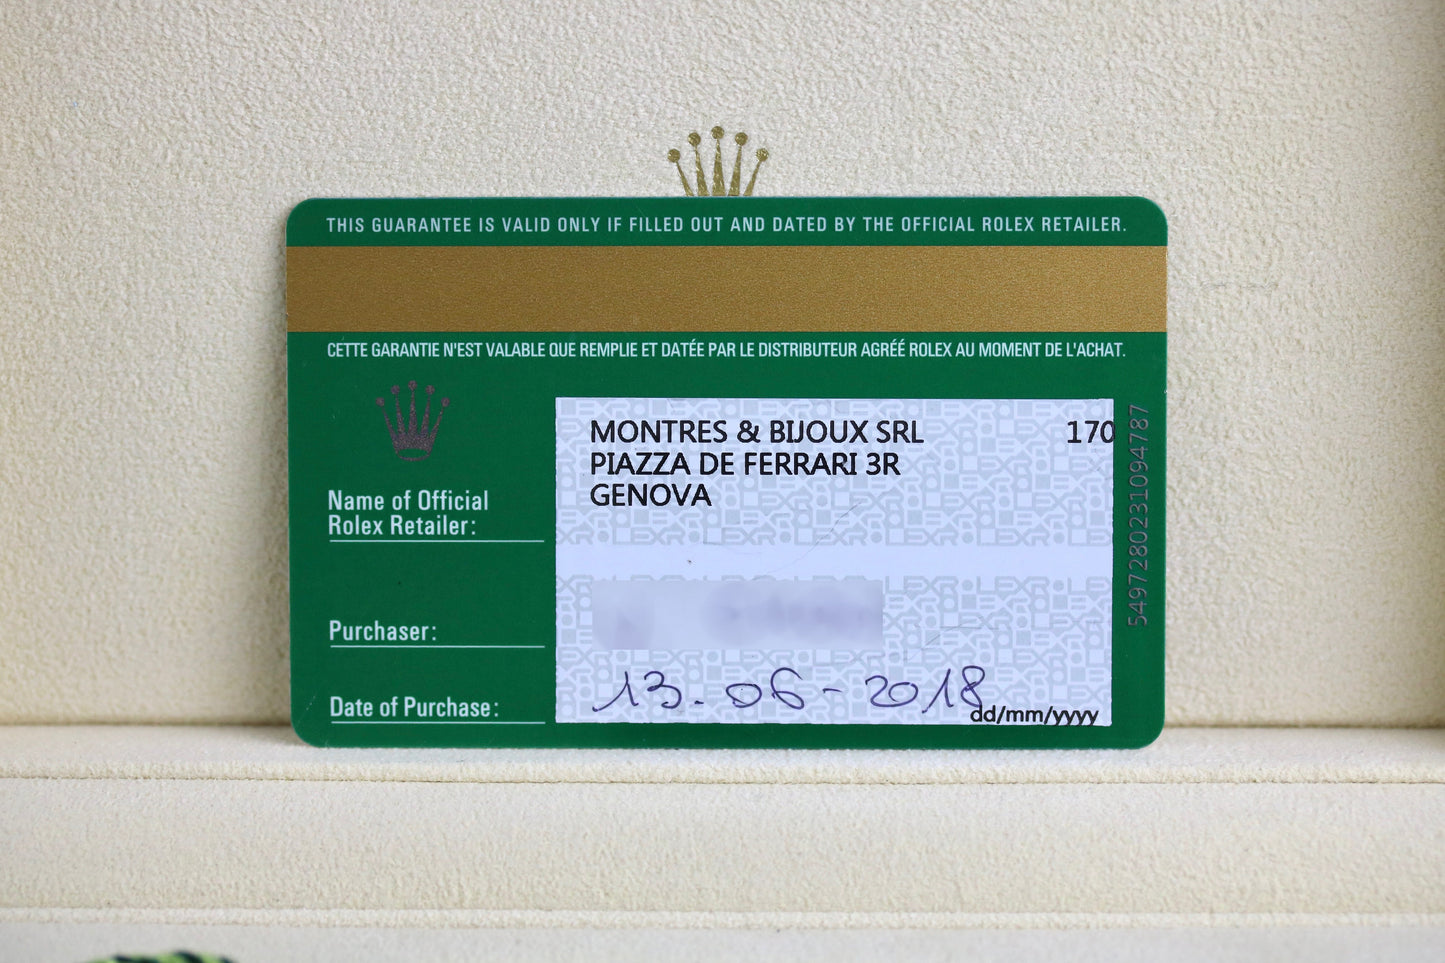 THIS GUARANTEE IS VALID ONLY IF FILLED OUT AND DATED BY THE OFFICIAL ROLEX RETAILER.
CETTE GARANTIE N'EST VALABLE QUE REMPLIE ET DATÉE PAR LE DISTRIBUTEUR AGRÉÉ ROLEX AU MOMENT DE L'ACHAT.
Name of Official
Rolex Retailer:
MONTRES & BIJOUX SRL 170
PIAZZA DE FERRARI 3R
GENOVA
5497280231094787
Purchaser:
Date of Purchase:
13.06-2018
dd/mm/yyyy